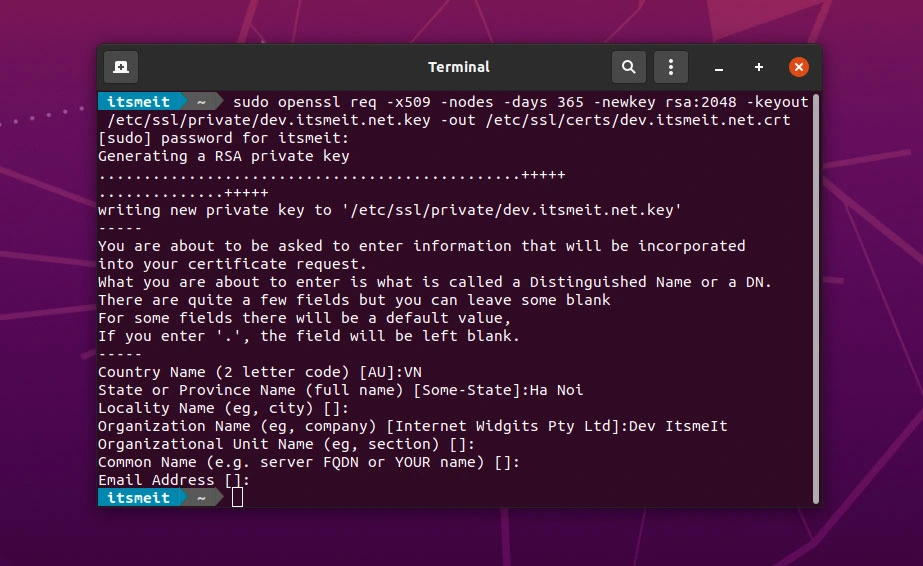 Terminal
itsmeit ~ sudo openssl req -x509 -nodes -days 365 -newkey rsa:2048 -keyout
/etc/ssl/private/dev.itsmeit.net.key -out /etc/ssl/certs/dev.itsmeit.net.crt
[sudo] password for itsmeit:
Generating a RSA private key
...............................................+++++
..............+++++
writing new private key to '/etc/ssl/private/dev.itsmeit.net.key'
-----
You are about to be asked to enter information that will be incorporated
into your certificate request.
What you are about to enter is what is called a Distinguished Name or a DN.
There are quite a few fields but you can leave some blank
For some fields there will be a default value,
If you enter '.', the field will be left blank.
-----
Country Name (2 letter code) [AU]:VN
State or Province Name (full name) [Some-State]:Ha Noi
Locality Name (eg, city) []:
Organization Name (eg, company) [Internet Widgits Pty Ltd]:Dev ItsmeIt
Organizational Unit Name (eg, section) []:
Common Name (e.g. server FQDN or YOUR name) []:
Email Address []:
itsmeit ~